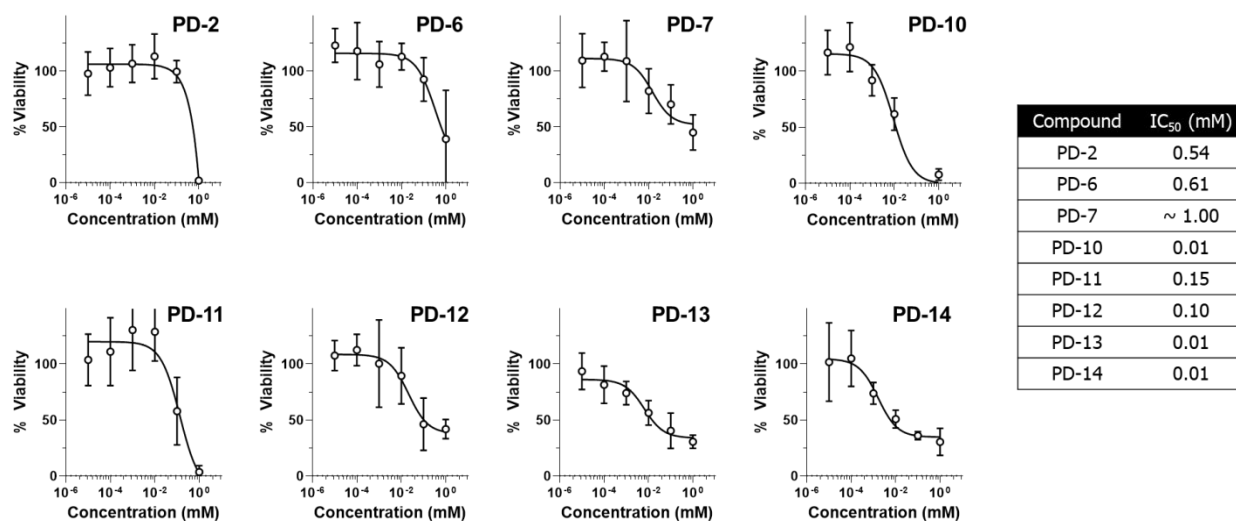 PD-2
% Viability
100
50
0
10⁻⁶ 10⁻⁴ 10⁻² 10⁰
Concentration (mM)
PD-6
% Viability
100
50
0
10⁻⁶ 10⁻⁴ 10⁻² 10⁰
Concentration (mM)
PD-7
% Viability
100
50
0
10⁻⁶ 10⁻⁴ 10⁻² 10⁰
Concentration (mM)
PD-10
% Viability
100
50
0
10⁻⁶ 10⁻⁴ 10⁻² 10⁰
Concentration (mM)
PD-11
% Viability
100
50
0
10⁻⁶ 10⁻⁴ 10⁻² 10⁰
Concentration (mM)
PD-12
% Viability
100
50
0
10⁻⁶ 10⁻⁴ 10⁻² 10⁰
Concentration (mM)
PD-13
% Viability
100
50
0
10⁻⁶ 10⁻⁴ 10⁻² 10⁰
Concentration (mM)
PD-14
% Viability
100
50
0
10⁻⁶ 10⁻⁴ 10⁻² 10⁰
Concentration (mM)
Compound IC₅₀ (mM)
PD-2 0.54
PD-6 0.61
PD-7 ~ 1.00
PD-10 0.01
PD-11 0.15
PD-12 0.10
PD-13 0.01
PD-14 0.01